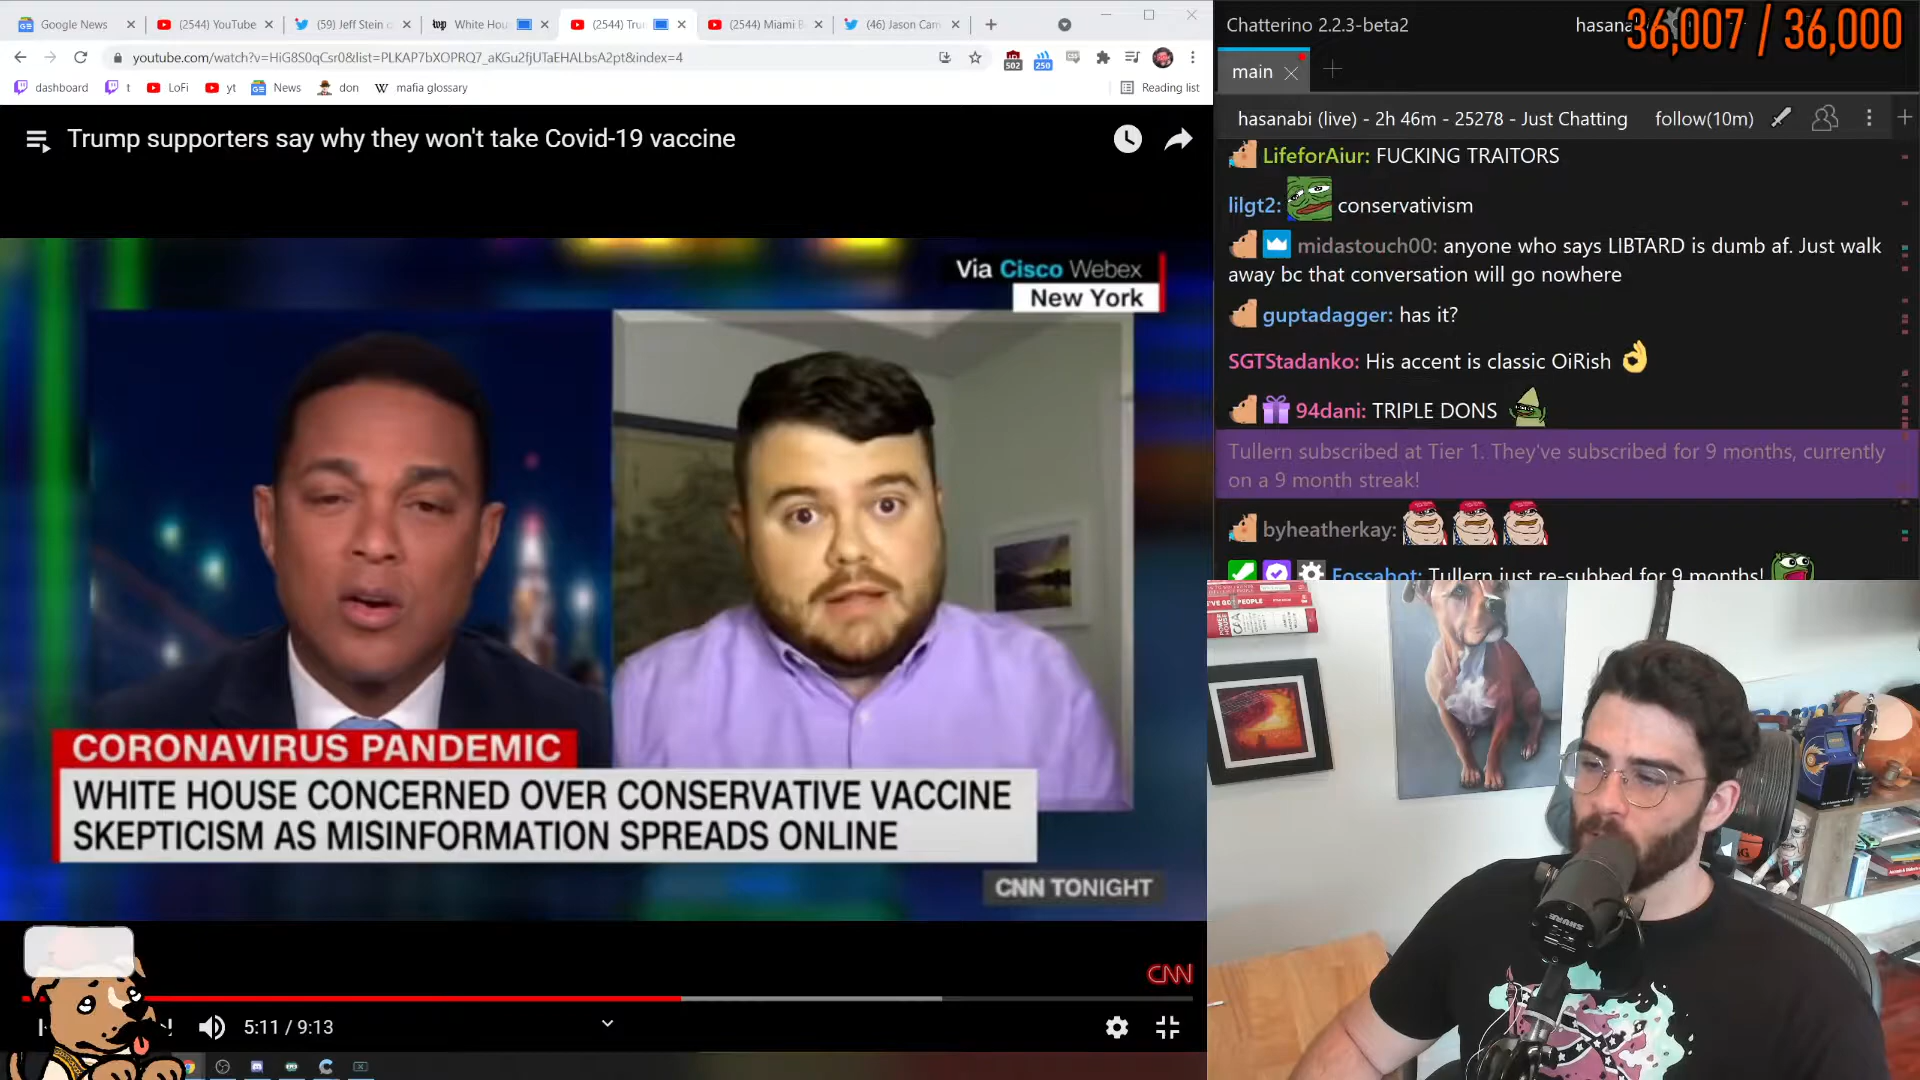 Google News
(2544) YouTube
(59) Jeff Stein o
White Hou
(2544) Tru
(2544) Miami B
(46) Jason Cam
youtube.com/watch?v=HiG8S0qCsr0&list=PLKAP7bXOPRQ7_aKGu2fjUTaEHALbsA2pt&index=4
502
250
dashboard
t
LoFi
yt
News
don
W
mafia glossary
Reading list
Trump supporters say why they won't take Covid-19 vaccine
Via Cisco Webex
New York
CORONAVIRUS PANDEMIC
WHITE HOUSE CONCERNED OVER CONSERVATIVE VACCINE
SKEPTICISM AS MISINFORMATION SPREADS ONLINE
CNN TONIGHT
CNN
5:11 / 9:13
Chatterino 2.2.3-beta2
hasana
36,007 / 36,000
main
hasanabi (live) - 2h 46m - 25278 - Just Chatting
follow(10m)
LifeforAiur: FUCKING TRAITORS
lilgt2: conservativism
midastouch00: anyone who says LIBTARD is dumb af. Just walk
away bc that conversation will go nowhere
guptadagger: has it?
SGTStadanko: His accent is classic OiRish
94dani: TRIPLE DONS
Tullern subscribed at Tier 1. They've subscribed for 9 months, currently
on a 9 month streak!
byheatherkay:
Fossabot: Tullern just re-subbed for 9 months!
SHURE